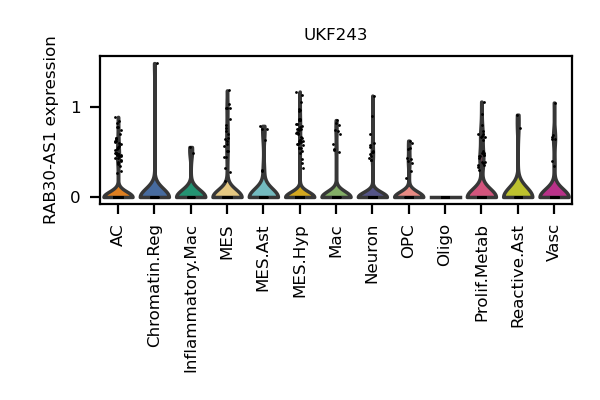 UKF243
RAB30-AS1 expression
1
0
AC
Chromatin.Reg
Inflammatory.Mac
MES
MES.Ast
MES.Hyp
Mac
Neuron
OPC
Oligo
Prolif.Metab
Reactive.Ast
Vasc